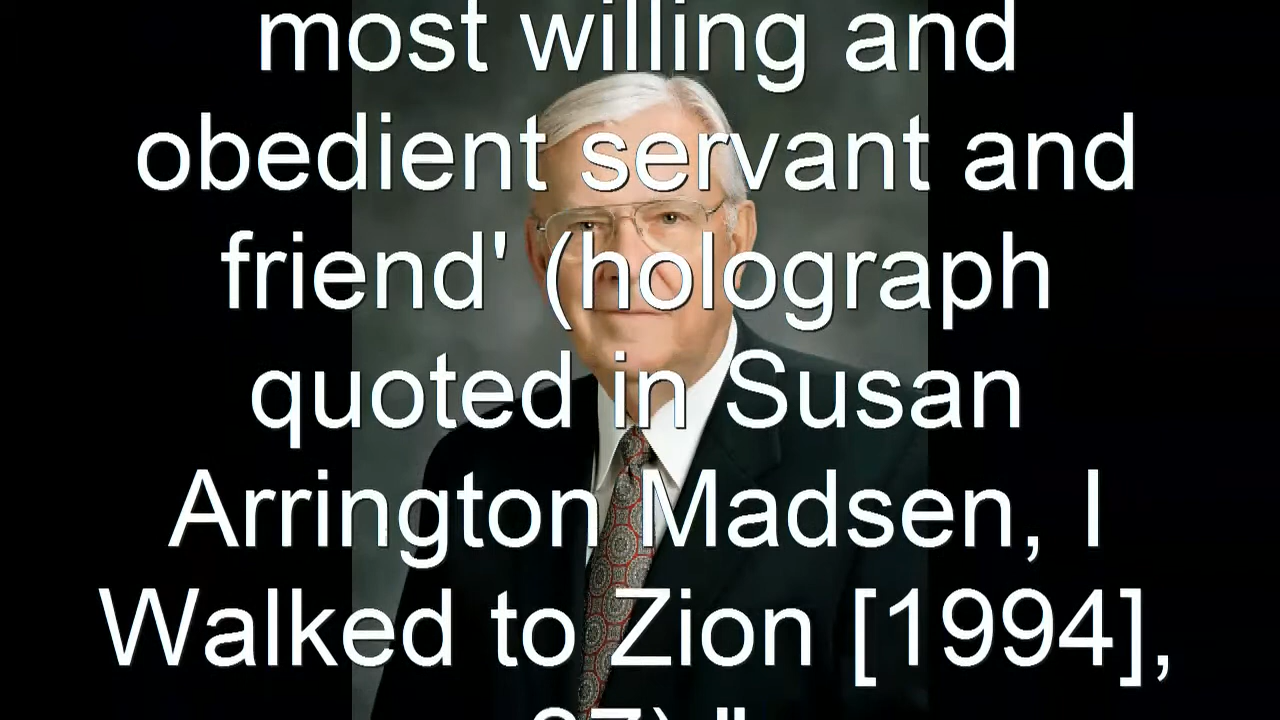 most willing and
obedient servant and
friend' (holograph
quoted in Susan
Arrington Madsen, I
Walked to Zion [1994],